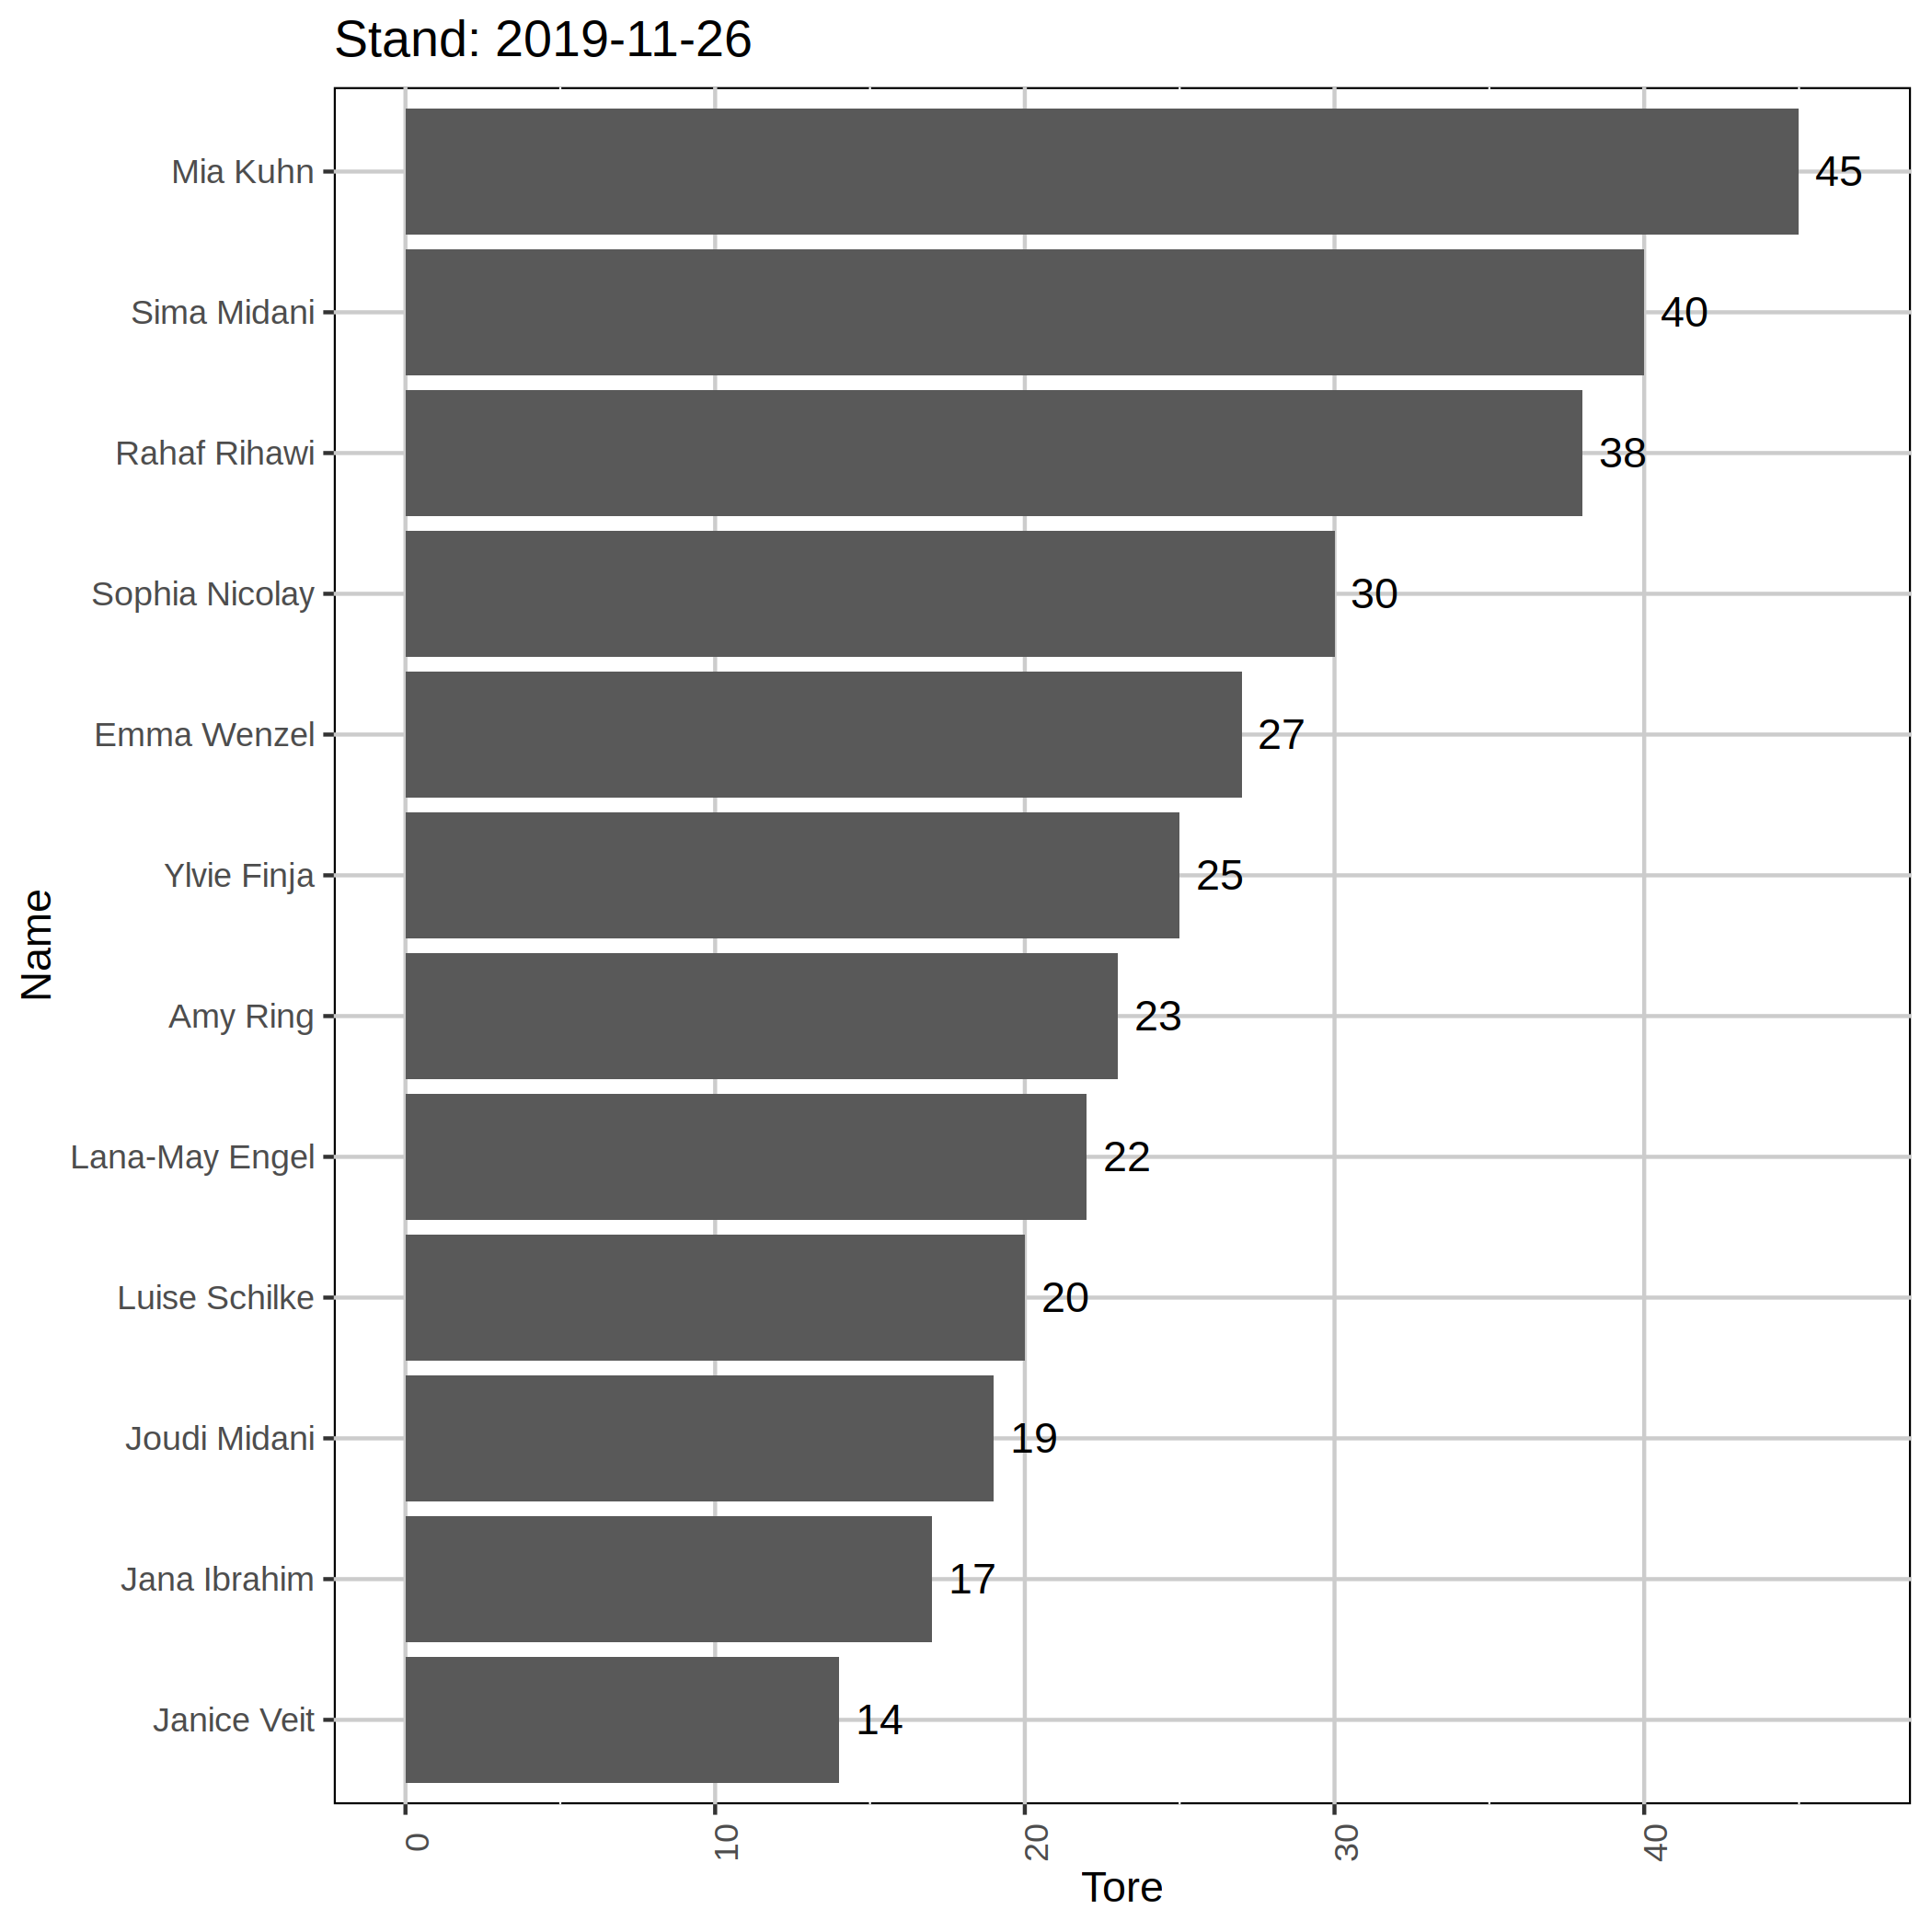 Stand: 2019-11-26
Name
Mia Kuhn 45
Sima Midani 40
Rahaf Rihawi 38
Sophia Nicolay 30
Emma Wenzel 27
Ylvie Finja 25
Amy Ring 23
Lana-May Engel 22
Luise Schilke 20
Joudi Midani 19
Jana Ibrahim 17
Janice Veit 14
0 10 20 30 40
Tore